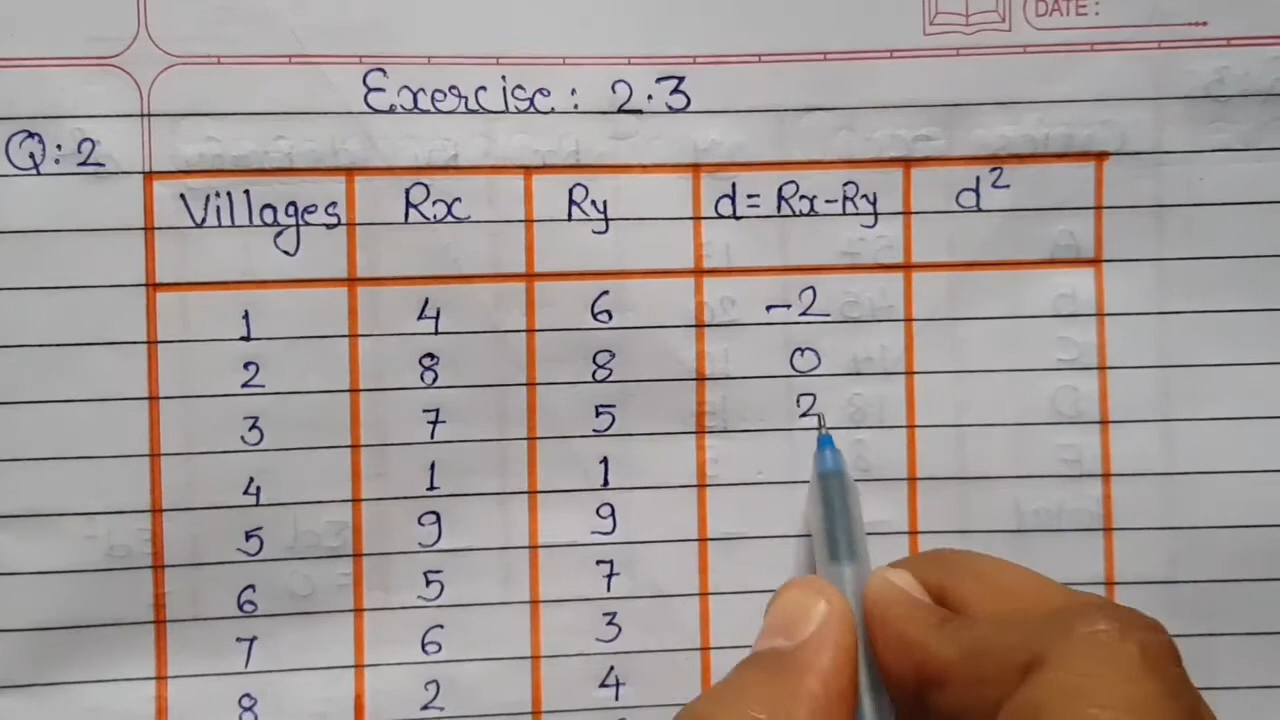 DATE :
Exercise : 2.3
Q:2
Villages Rx Ry d=Rx-Ry d²
1 4 6 -2
2 8 8 0
3 7 5 2
4 1 1
5 9 9
6 5 7
7 6 3
8 2 4